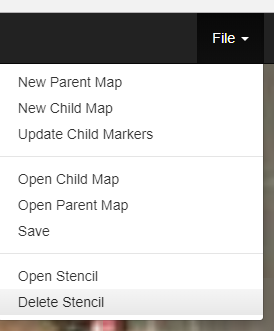 File
New Parent Map
New Child Map
Update Child Markers
Open Child Map
Open Parent Map
Save
Open Stencil
Delete Stencil